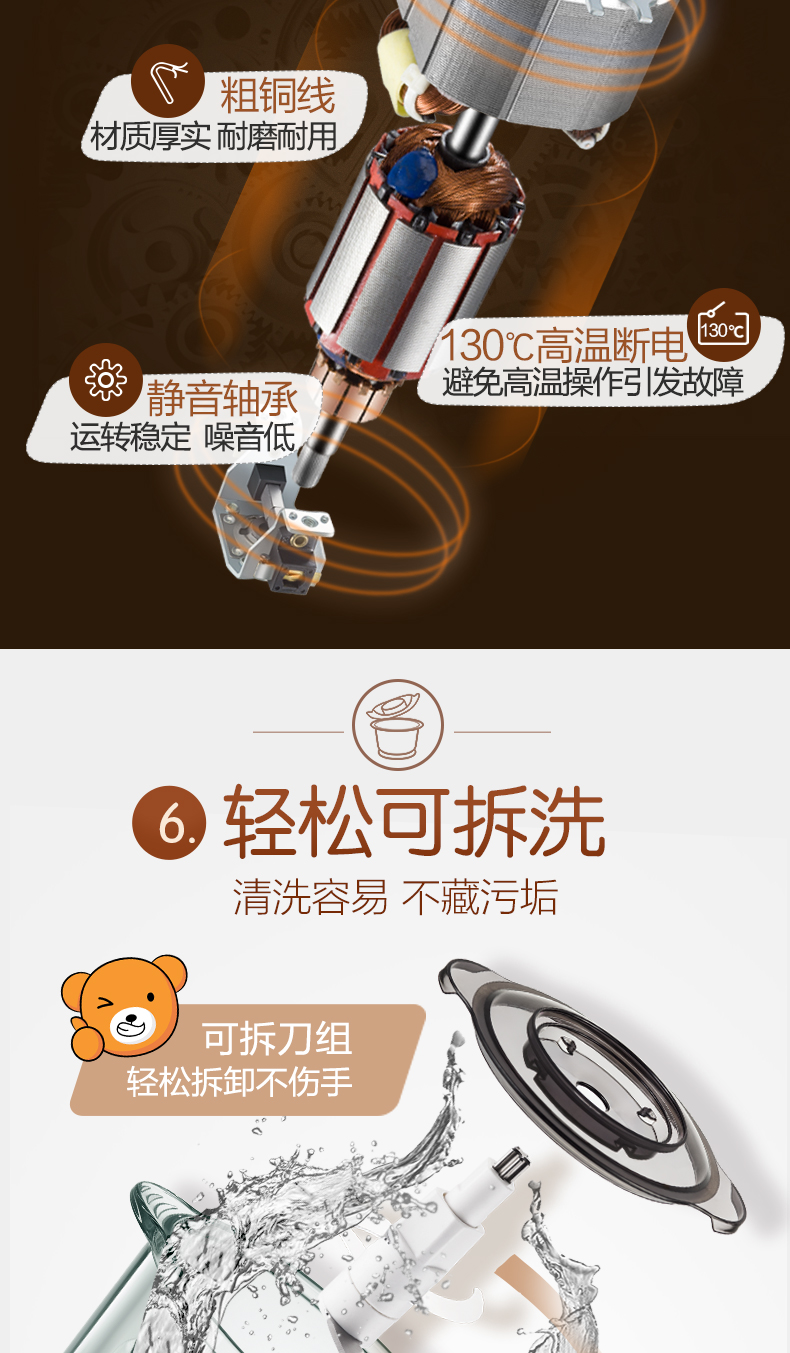 粗铜线
材质厚实 耐磨耐用
130℃高温断电
130℃
避免高温操作引发故障
静音轴承
运转稳定 噪音低
6. 轻松可拆洗
清洗容易 不藏污垢
可拆刀组
轻松拆卸不伤手